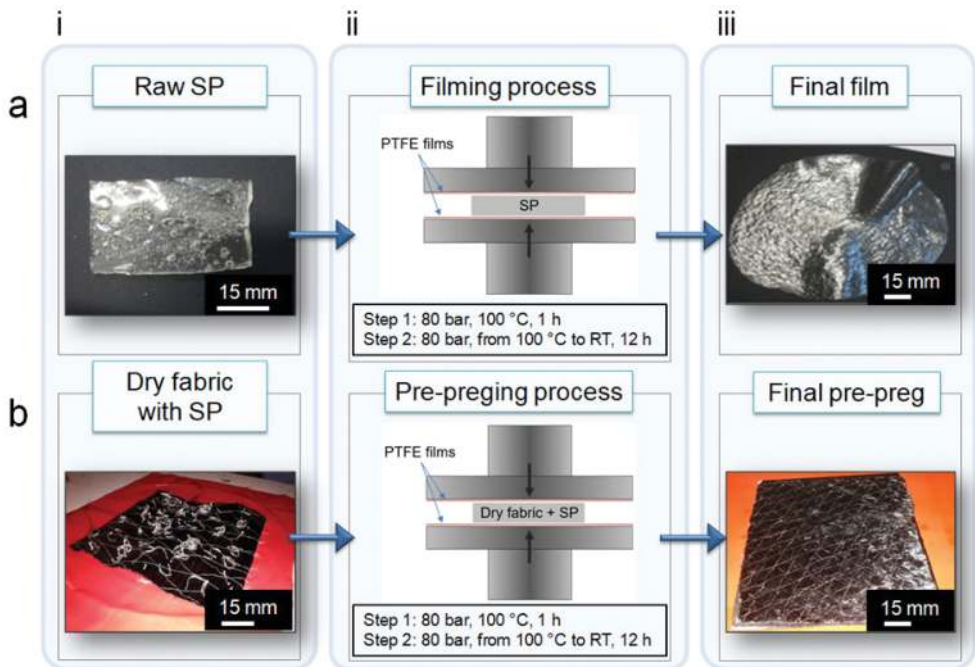 i
ii
iii
a
Raw SP
15 mm
Filming process
PTFE films
SP
Step 1: 80 bar, 100 °C, 1 h
Step 2: 80 bar, from 100 °C to RT, 12 h
Final film
15 mm
b
Dry fabric
with SP
15 mm
Pre-preging process
PTFE films
Dry fabric + SP
Step 1: 80 bar, 100 °C, 1 h
Step 2: 80 bar, from 100 °C to RT, 12 h
Final pre-preg
15 mm